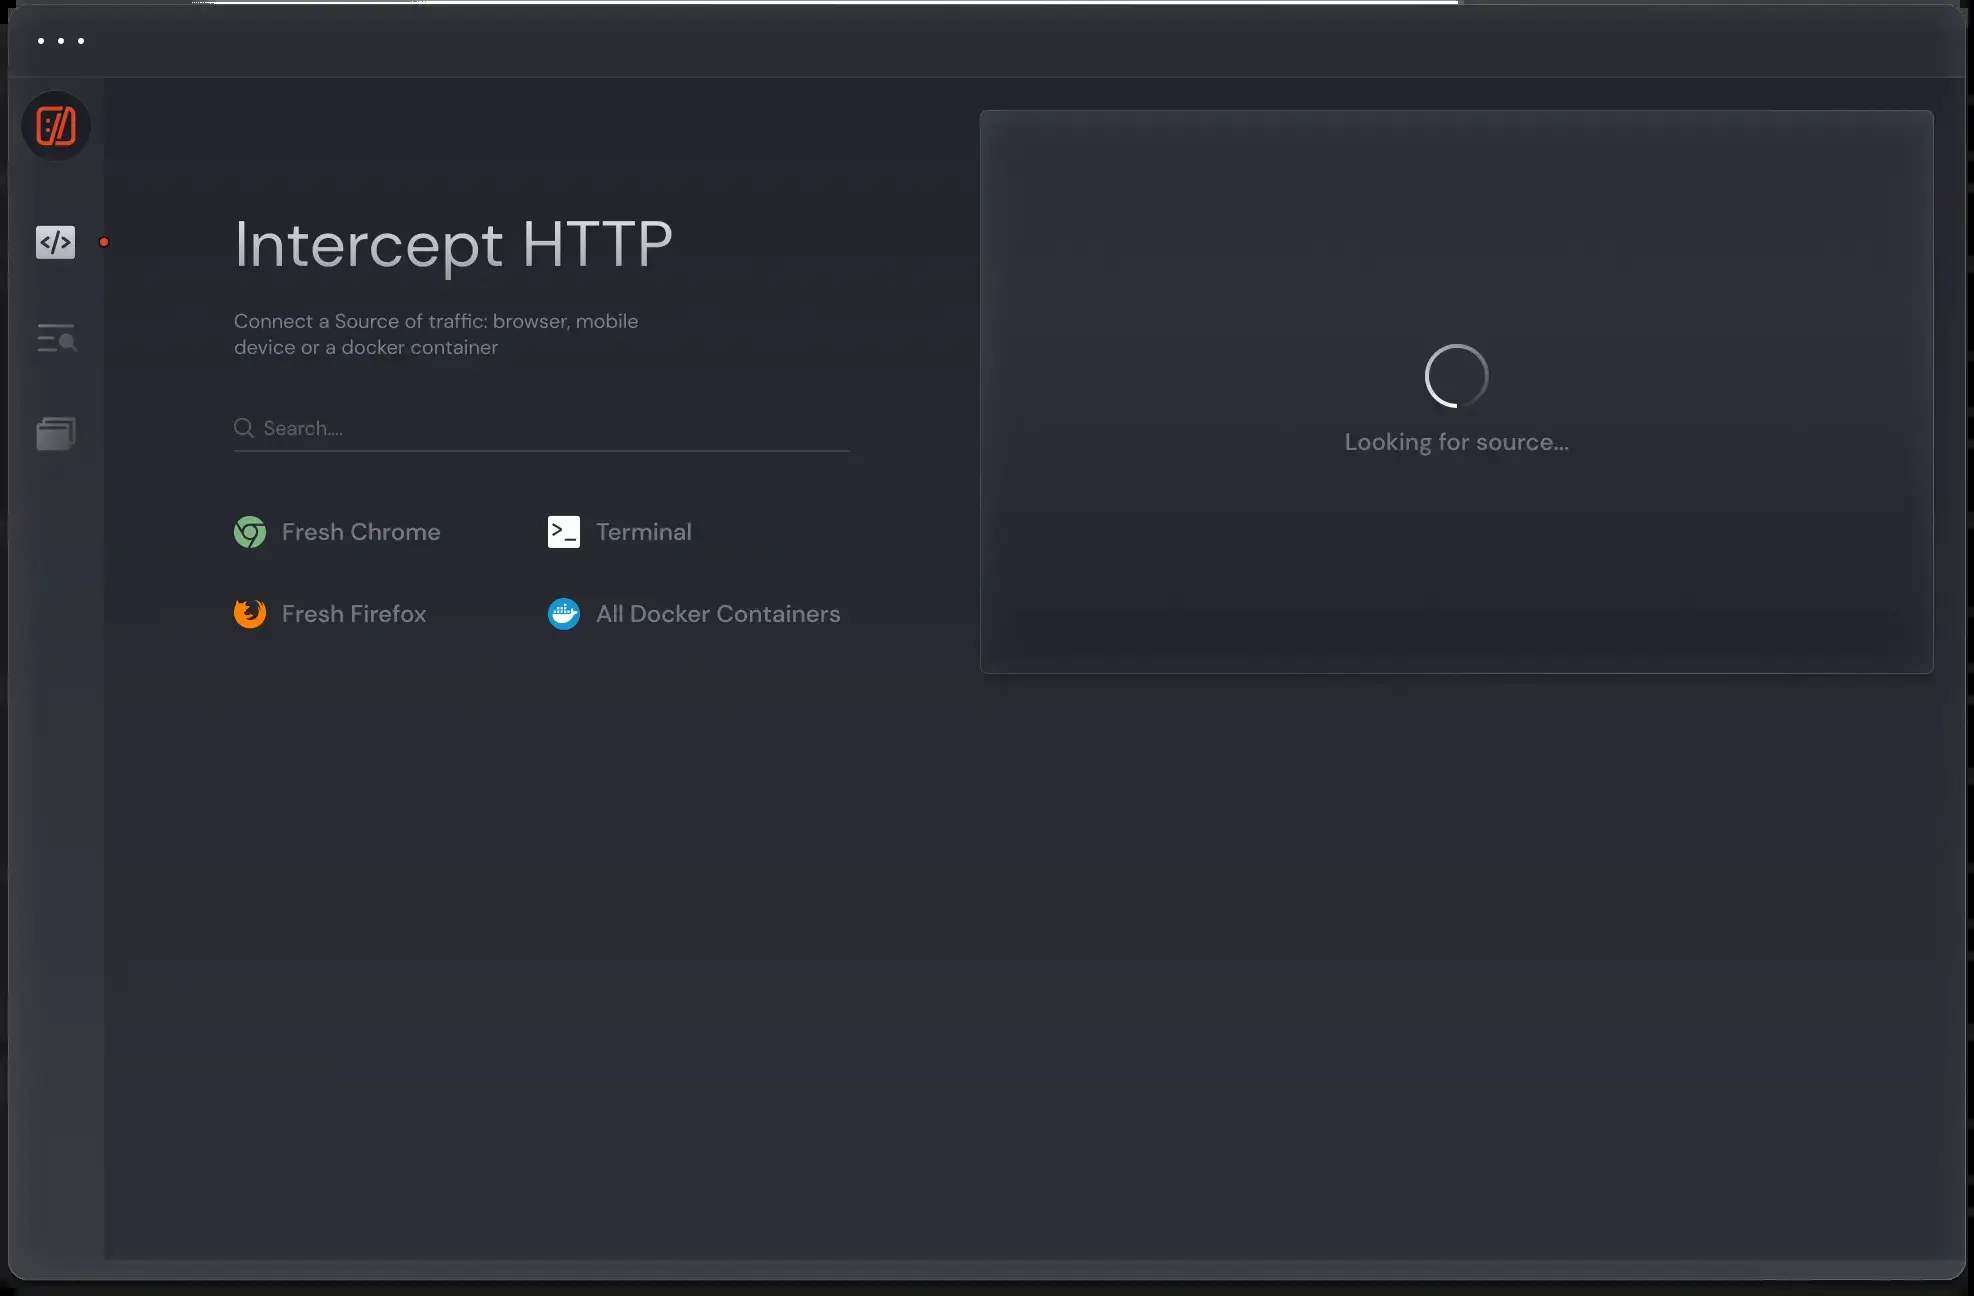 Intercept HTTP
Connect a Source of traffic: browser, mobile
device or a docker container
Search....
Fresh Chrome
Terminal
Fresh Firefox
All Docker Containers
Looking for source...